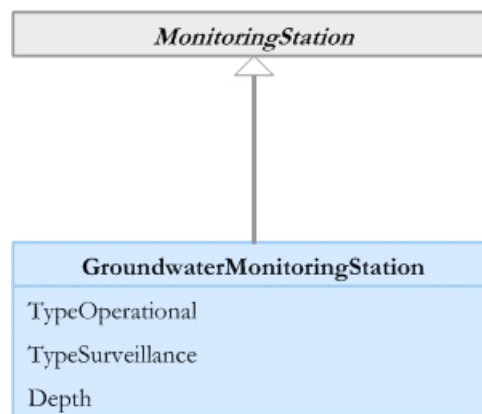 MonitoringStation
GroundwaterMonitoringStation
TypeOperational
TypeSurveillance
Depth